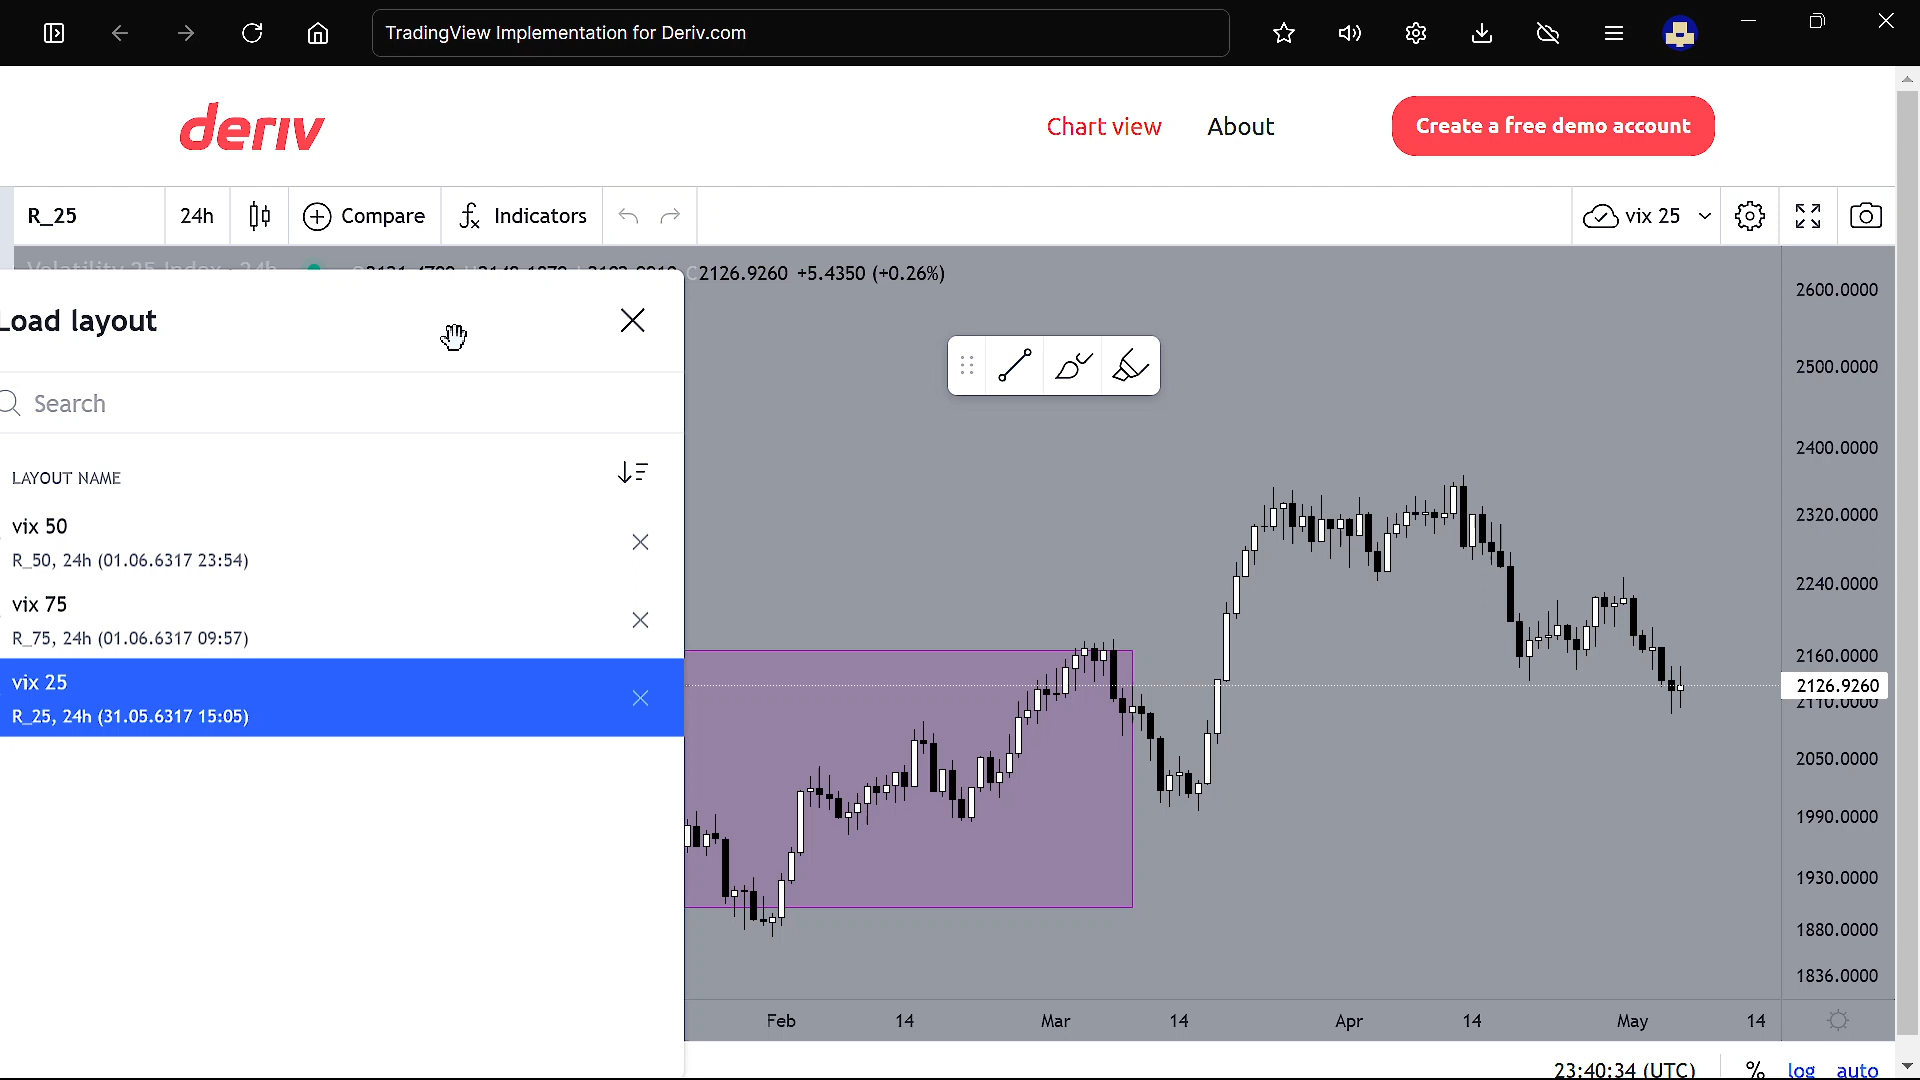 TradingView Implementation for Deriv.com
deriv
Chart view
About
Create a free demo account
R_25
24h
Compare
Indicators
vix 25
C2126.9260 +5.4350 (+0.26%)
Load layout
Search
LAYOUT NAME
vix 50
R_50, 24h (01.06.6317 23:54)
vix 75
R_75, 24h (01.06.6317 09:57)
vix 25
R_25, 24h (31.05.6317 15:05)
2600.0000
2500.0000
2400.0000
2320.0000
2240.0000
2160.0000
2126.9260
2110.0000
2050.0000
1990.0000
1930.0000
1880.0000
1836.0000
Feb
14
Mar
14
Apr
14
May
14
23:40:34 (UTC)
%
log
auto